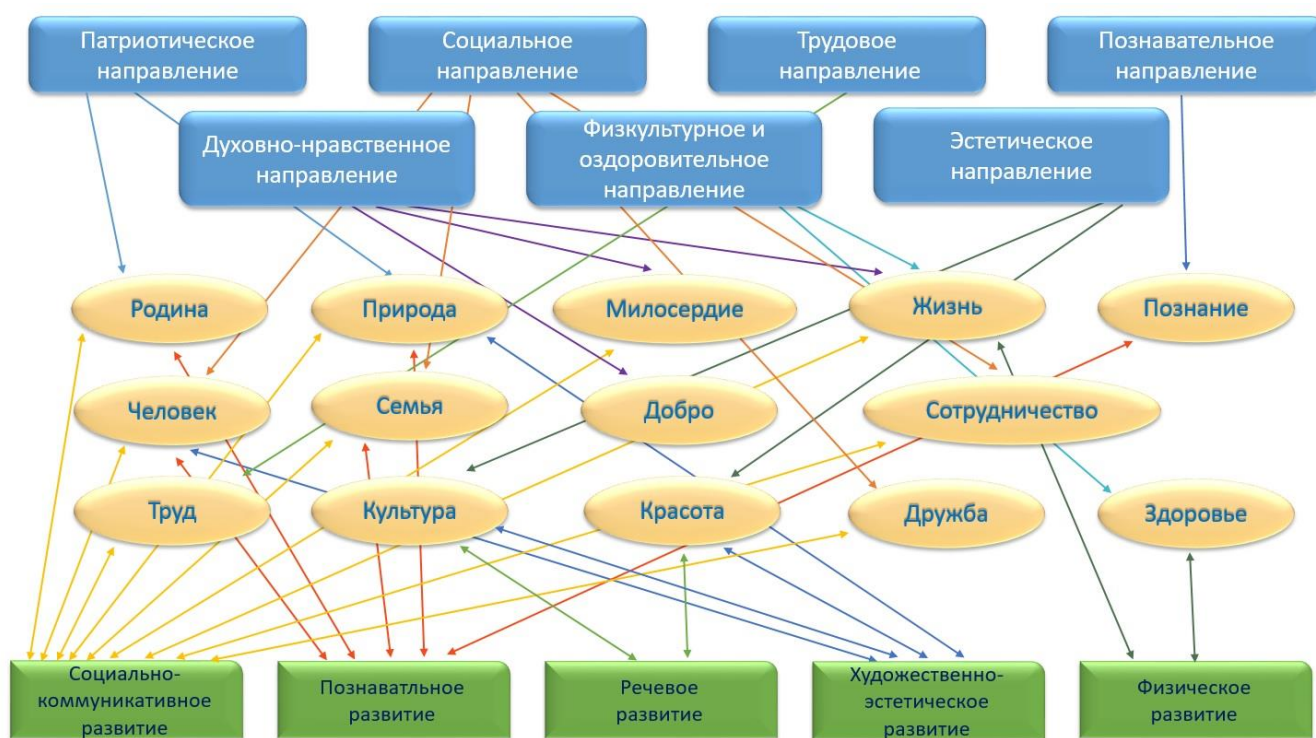 Патриотическое
направление
Социальное
направление
Трудовое
направление
Познавательное
направление
Духовно-нравственное
направление
Физкультурное и
оздоровительное
направление
Эстетическое
направление
Родина
Природа
Милосердие
Жизнь
Познание
Человек
Семья
Добро
Сотрудничество
Труд
Культура
Красота
Дружба
Здоровье
Социально-
коммуникативное
развитие
Познаватльное
развитие
Речевое
развитие
Художественно-
эстетическое
развитие
Физическое
развитие